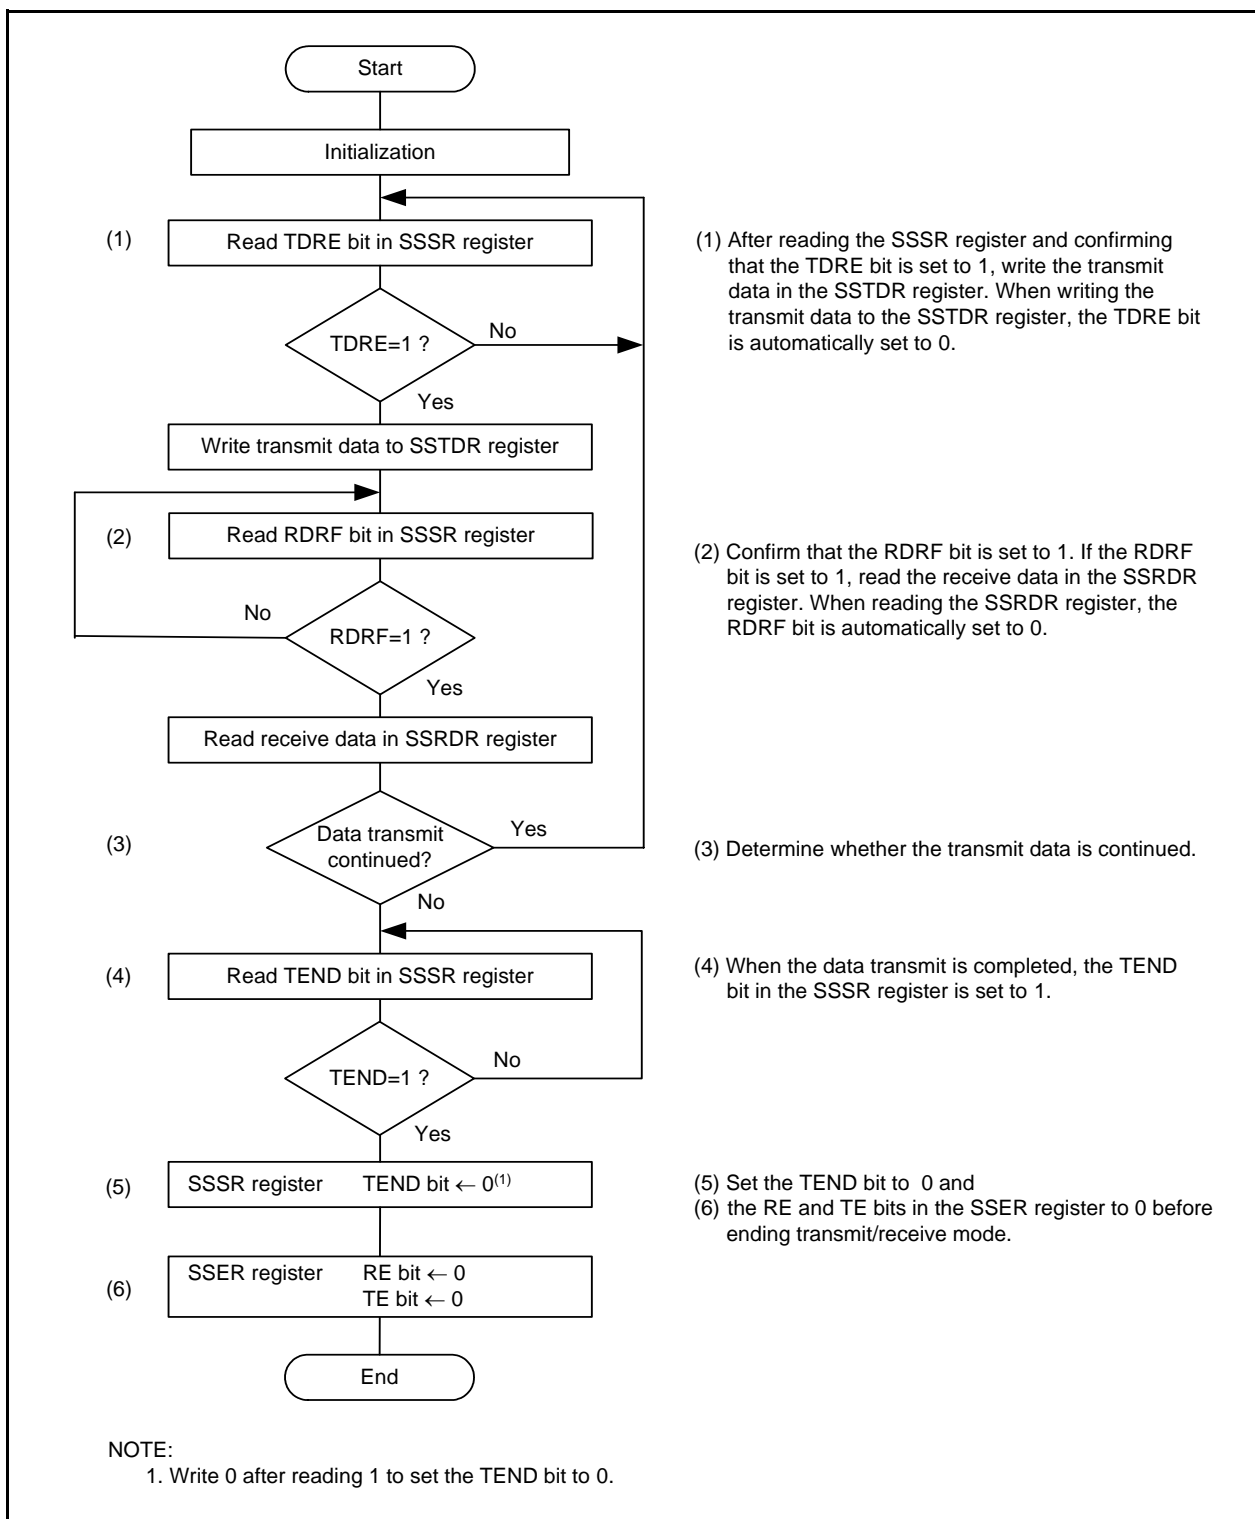 Start
Initialization
(1)
Read TDRE bit in SSSR register
(1) After reading the SSSR register and confirming
that the TDRE bit is set to 1, write the transmit
data in the SSTDR register. When writing the
transmit data to the SSTDR register, the TDRE bit
is automatically set to 0.
TDRE=1 ?
No
Yes
Write transmit data to SSTDR register
(2)
Read RDRF bit in SSSR register
(2) Confirm that the RDRF bit is set to 1. If the RDRF
bit is set to 1, read the receive data in the SSRDR
register. When reading the SSRDR register, the
RDRF bit is automatically set to 0.
No
RDRF=1 ?
Yes
Read receive data in SSRDR register
(3)
Data transmit
continued?
Yes
(3) Determine whether the transmit data is continued.
No
(4)
Read TEND bit in SSSR register
(4) When the data transmit is completed, the TEND
bit in the SSSR register is set to 1.
TEND=1 ?
No
Yes
(5)
SSSR register TEND bit ← 0(1)
(5) Set the TEND bit to 0 and
(6) the RE and TE bits in the SSER register to 0 before
ending transmit/receive mode.
(6)
SSER register RE bit ← 0
TE bit ← 0
End
NOTE:
1. Write 0 after reading 1 to set the TEND bit to 0.